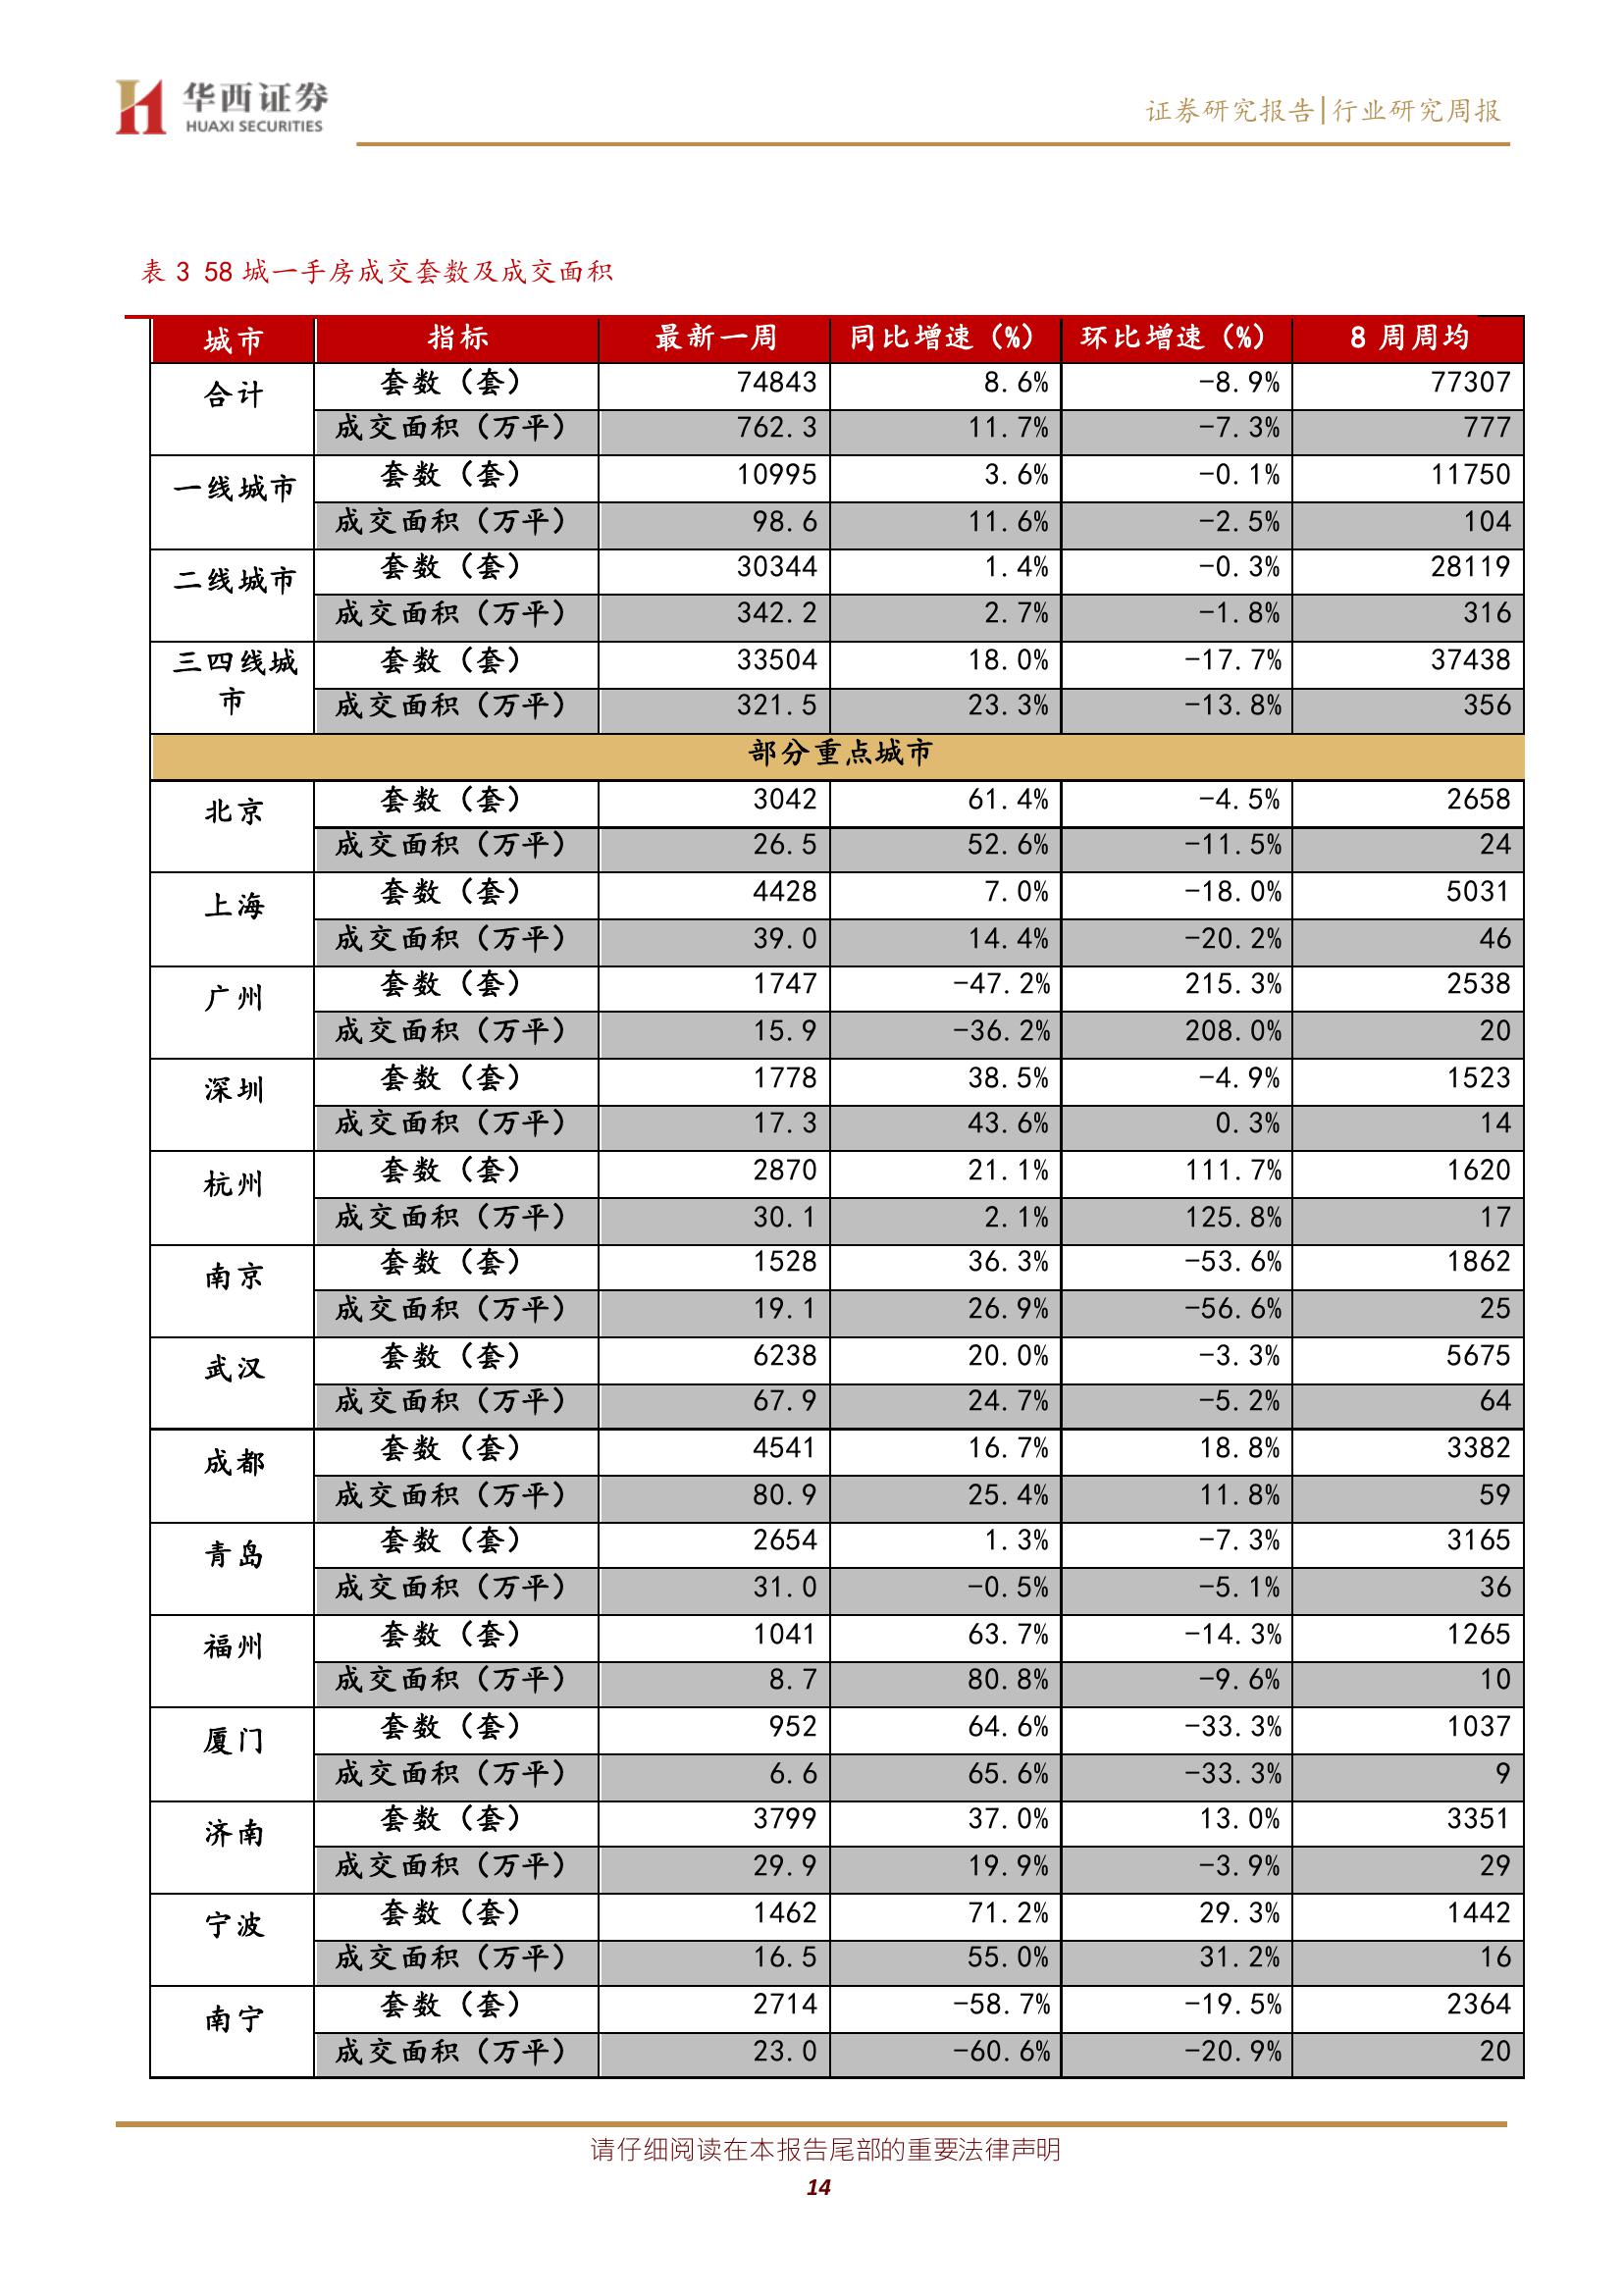 华西证券
HUAXI SECURITIES
证券研究报告|行业研究周报
表 3 58 城一手房成交套数及成交面积
城市 指标 最新一周 同比增速（%） 环比增速（%） 8 周周均
合计 套数（套） 74843 8.6% -8.9% 77307
成交面积（万平） 762.3 11.7% -7.3% 777
一线城市 套数（套） 10995 3.6% -0.1% 11750
成交面积（万平） 98.6 11.6% -2.5% 104
二线城市 套数（套） 30344 1.4% -0.3% 28119
成交面积（万平） 342.2 2.7% -1.8% 316
三四线城市 套数（套） 33504 18.0% -17.7% 37438
成交面积（万平） 321.5 23.3% -13.8% 356
部分重点城市
北京 套数（套） 3042 61.4% -4.5% 2658
成交面积（万平） 26.5 52.6% -11.5% 24
上海 套数（套） 4428 7.0% -18.0% 5031
成交面积（万平） 39.0 14.4% -20.2% 46
广州 套数（套） 1747 -47.2% 215.3% 2538
成交面积（万平） 15.9 -36.2% 208.0% 20
深圳 套数（套） 1778 38.5% -4.9% 1523
成交面积（万平） 17.3 43.6% 0.3% 14
杭州 套数（套） 2870 21.1% 111.7% 1620
成交面积（万平） 30.1 2.1% 125.8% 17
南京 套数（套） 1528 36.3% -53.6% 1862
成交面积（万平） 19.1 26.9% -56.6% 25
武汉 套数（套） 6238 20.0% -3.3% 5675
成交面积（万平） 67.9 24.7% -5.2% 64
成都 套数（套） 4541 16.7% 18.8% 3382
成交面积（万平） 80.9 25.4% 11.8% 59
青岛 套数（套） 2654 1.3% -7.3% 3165
成交面积（万平） 31.0 -0.5% -5.1% 36
福州 套数（套） 1041 63.7% -14.3% 1265
成交面积（万平） 8.7 80.8% -9.6% 10
厦门 套数（套） 952 64.6% -33.3% 1037
成交面积（万平） 6.6 65.6% -33.3% 9
济南 套数（套） 3799 37.0% 13.0% 3351
成交面积（万平） 29.9 19.9% -3.9% 29
宁波 套数（套） 1462 71.2% 29.3% 1442
成交面积（万平） 16.5 55.0% 31.2% 16
南宁 套数（套） 2714 -58.7% -19.5% 2364
成交面积（万平） 23.0 -60.6% -20.9% 20
请仔细阅读在本报告尾部的重要法律声明
14